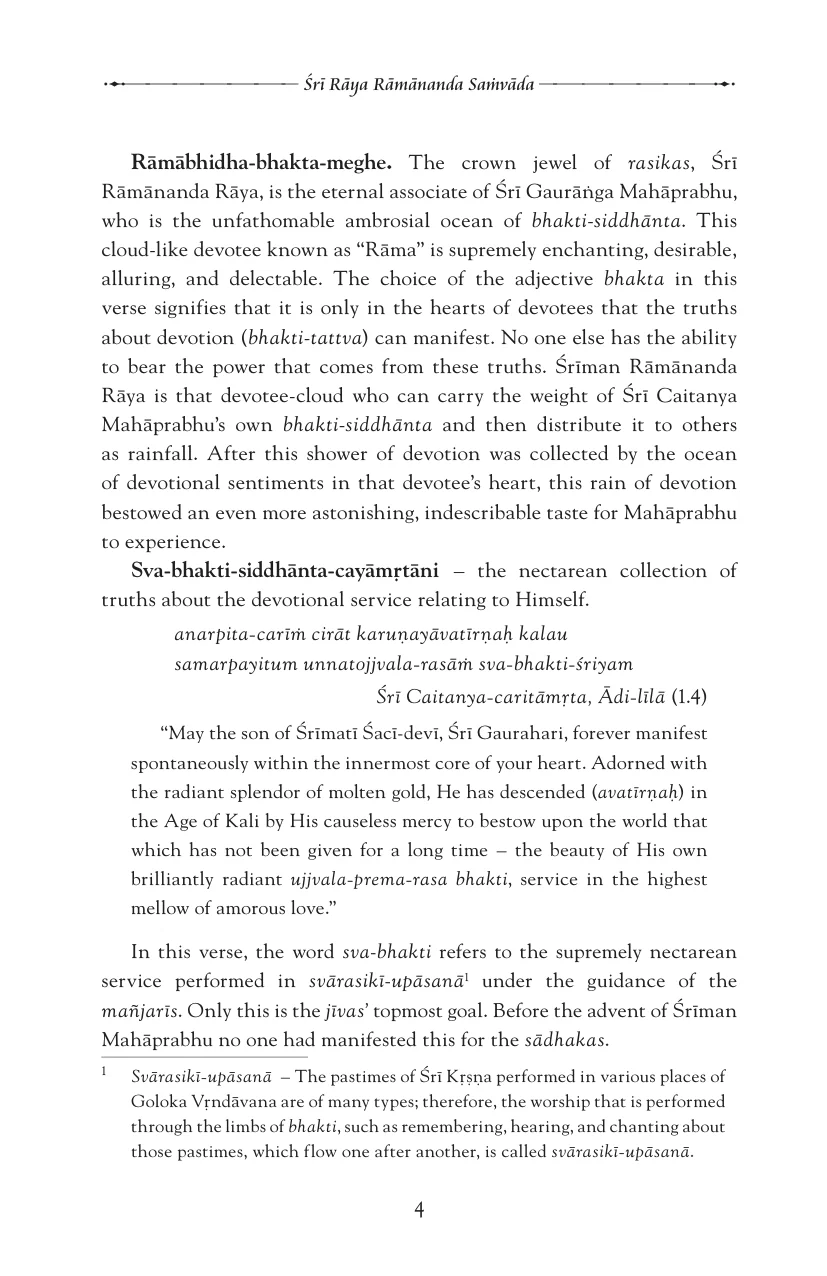 Śrī Rāya Rāmānanda Saṁvāda
Rāmābhidha-bhakta-meghe. The crown jewel of rasikas, Śrī
Rāmānanda Rāya, is the eternal associate of Śrī Gaurāṅga Mahāprabhu,
who is the unfathomable ambrosial ocean of bhakti-siddhānta. This
cloud-like devotee known as “Rāma” is supremely enchanting, desirable,
alluring, and delectable. The choice of the adjective bhakta in this
verse signifies that it is only in the hearts of devotees that the truths
about devotion (bhakti-tattva) can manifest. No one else has the ability
to bear the power that comes from these truths. Śrīman Rāmānanda
Rāya is that devotee-cloud who can carry the weight of Śrī Caitanya
Mahāprabhu’s own bhakti-siddhānta and then distribute it to others
as rainfall. After this shower of devotion was collected by the ocean
of devotional sentiments in that devotee’s heart, this rain of devotion
bestowed an even more astonishing, indescribable taste for Mahāprabhu
to experience.
Sva-bhakti-siddhānta-cayāmṛtāni – the nectarean collection of
truths about the devotional service relating to Himself.
anarpita-carīṁ cirāt karuṇayāvatīrṇaḥ kalau
samarpayitum unnatojjvala-rasāṁ sva-bhakti-śriyam
Śrī Caitanya-caritāmṛta, Ādi-līlā (1.4)
“May the son of Śrīmatī Śacī-devī, Śrī Gaurahari, forever manifest
spontaneously within the innermost core of your heart. Adorned with
the radiant splendor of molten gold, He has descended (avatīrṇaḥ) in
the Age of Kali by His causeless mercy to bestow upon the world that
which has not been given for a long time – the beauty of His own
brilliantly radiant ujjvala-prema-rasa bhakti, service in the highest
mellow of amorous love.”
In this verse, the word sva-bhakti refers to the supremely nectarean
service performed in svārasikī-upāsanā¹ under the guidance of the
mañjarīs. Only this is the jīvas’ topmost goal. Before the advent of Śrīman
Mahāprabhu no one had manifested this for the sādhakas.
1 Svārasikī-upāsanā – The pastimes of Śrī Kṛṣṇa performed in various places of
Goloka Vṛndāvana are of many types; therefore, the worship that is performed
through the limbs of bhakti, such as remembering, hearing, and chanting about
those pastimes, which flow one after another, is called svārasikī-upāsanā.
4